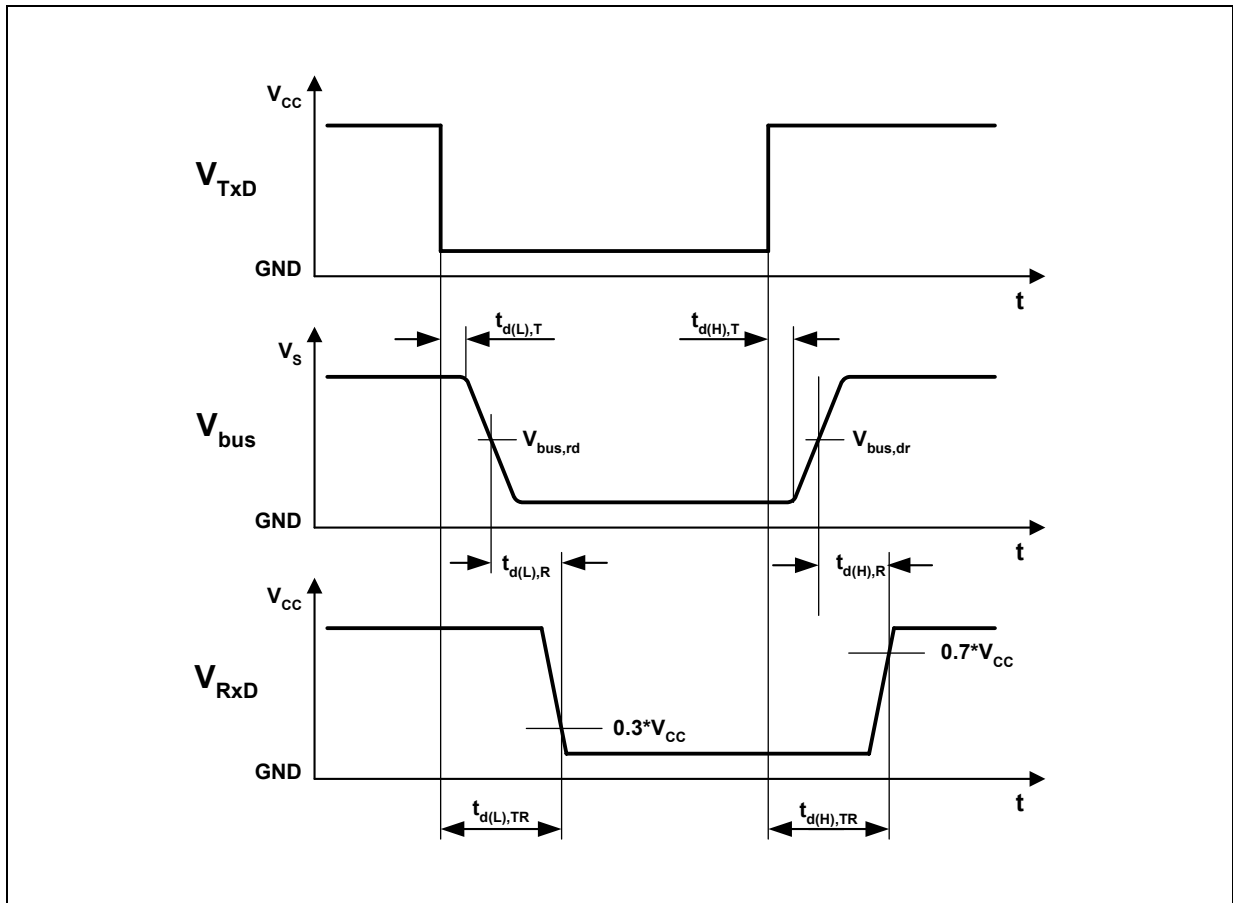 V_CC
V_TxD
GND
t
t_d(L),T
t_d(H),T
V_S
V_bus
V_bus,rd
V_bus,dr
GND
t
t_d(L),R
t_d(H),R
V_CC
0.7*V_CC
V_RxD
0.3*V_CC
GND
t
t_d(L),TR
t_d(H),TR